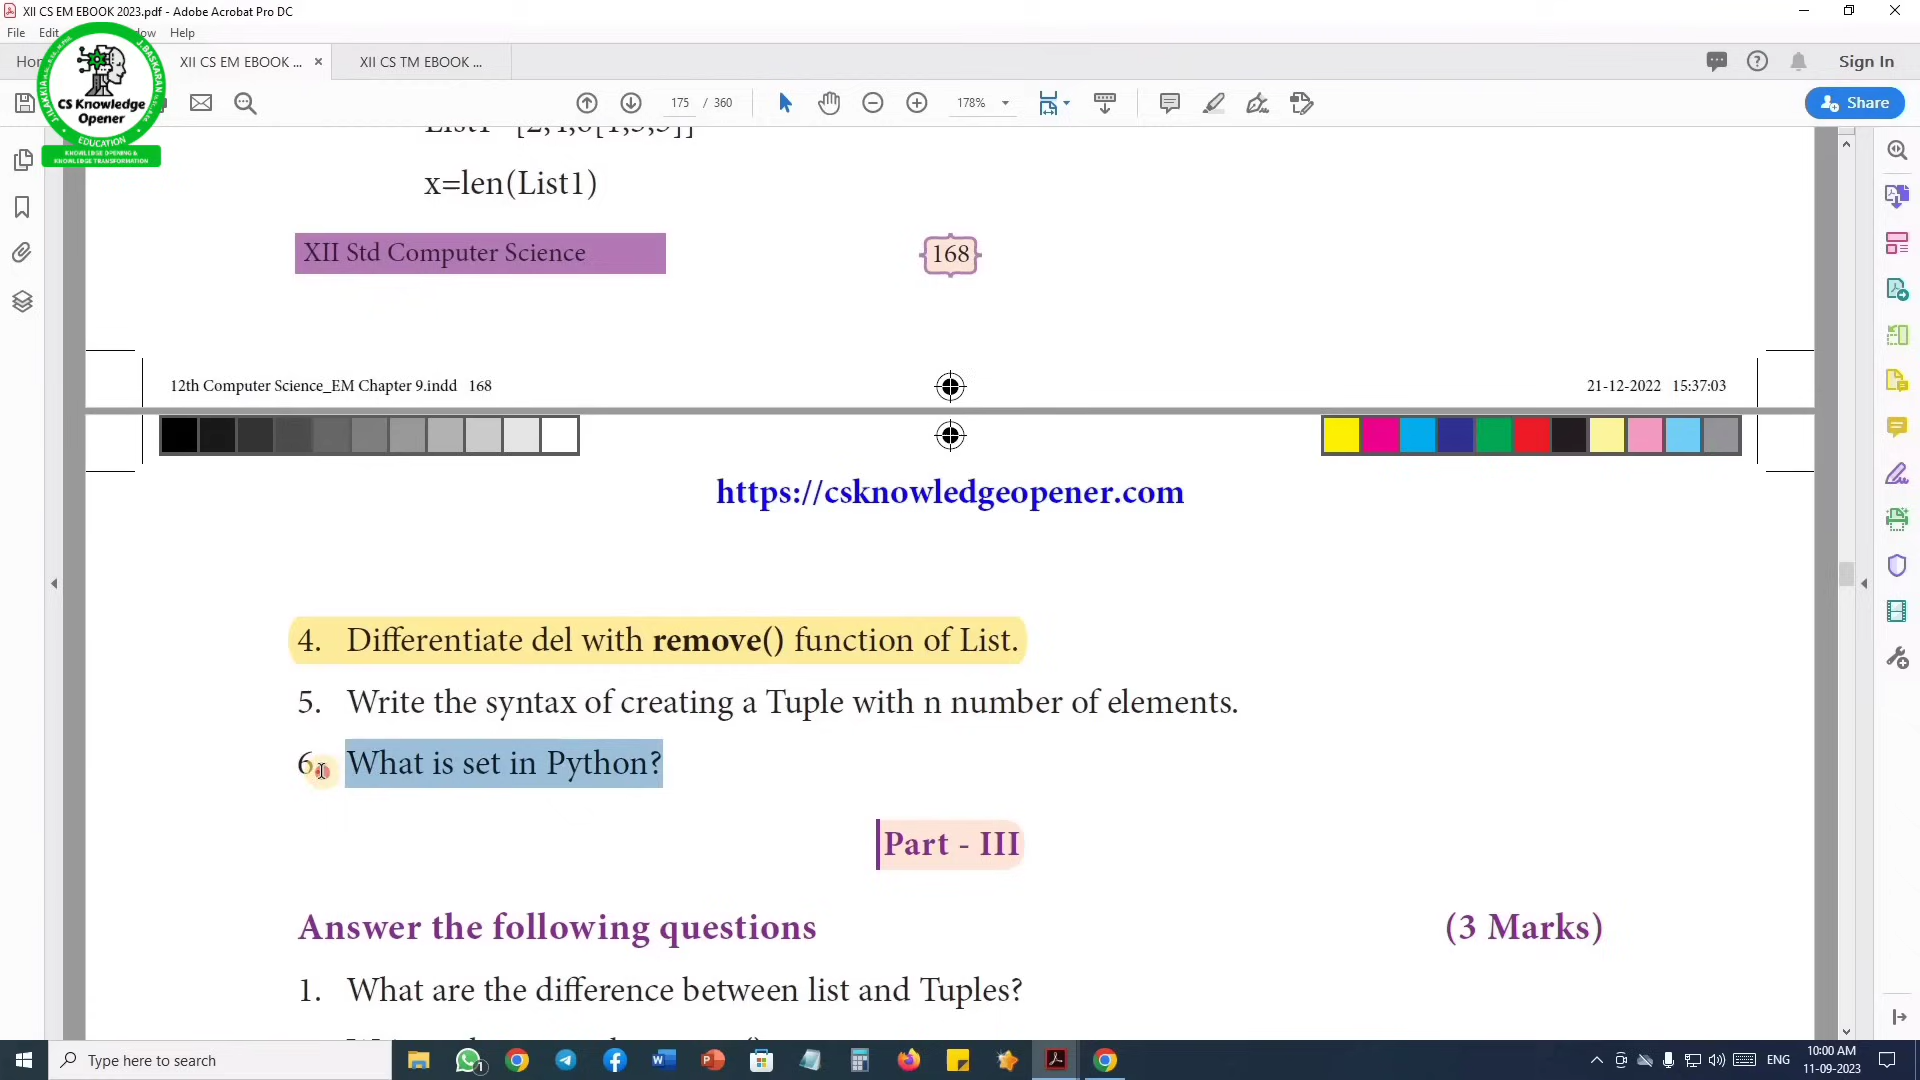 XII CS EM EBOOK 2023.pdf - Adobe Acrobat Pro DC
File Edit Help
XII CS EM EBOOK ... × XII CS TM EBOOK ...
Sign In
CS Knowledge
Opener
EDUCATION
KNOWLEDGE OPENING &
KNOWLEDGE TRANSFORMATION
175 / 360
178%
Share
x=len(List1)
XII Std Computer Science
168
12th Computer Science_EM Chapter 9.indd 168
21-12-2022 15:37:03
https://csknowledgeopener.com
4. Differentiate del with remove() function of List.
5. Write the syntax of creating a Tuple with n number of elements.
6. What is set in Python?
Part - III
Answer the following questions (3 Marks)
1. What are the difference between list and Tuples?
Type here to search
ENG
10:00 AM
11-09-2023